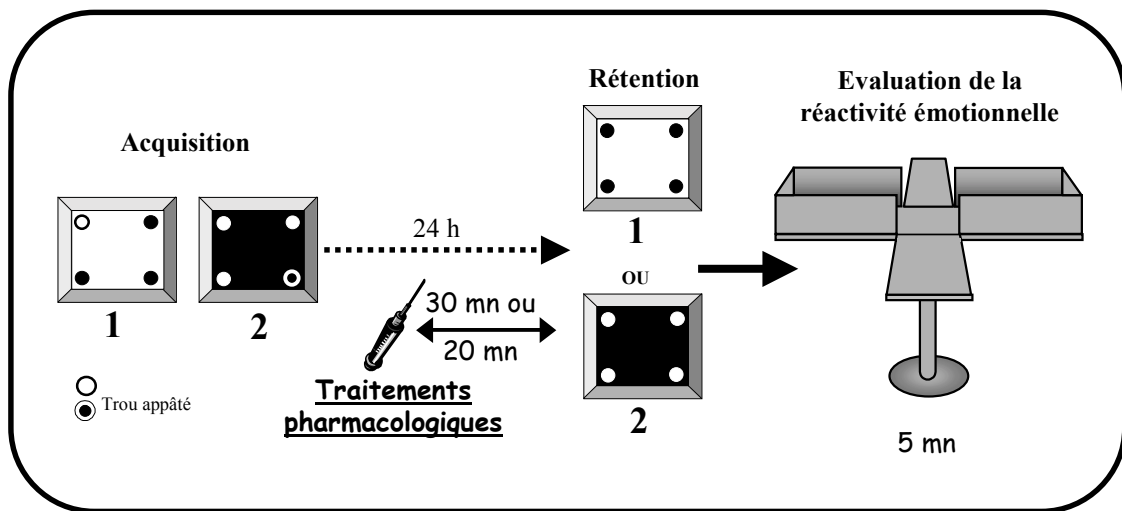 Acquisition
1
2
Trou appâté
24 h
30 mn ou
20 mn
Traitements
pharmacologiques
Rétention
1
OU
2
Evaluation de la
réactivité émotionnelle
5 mn